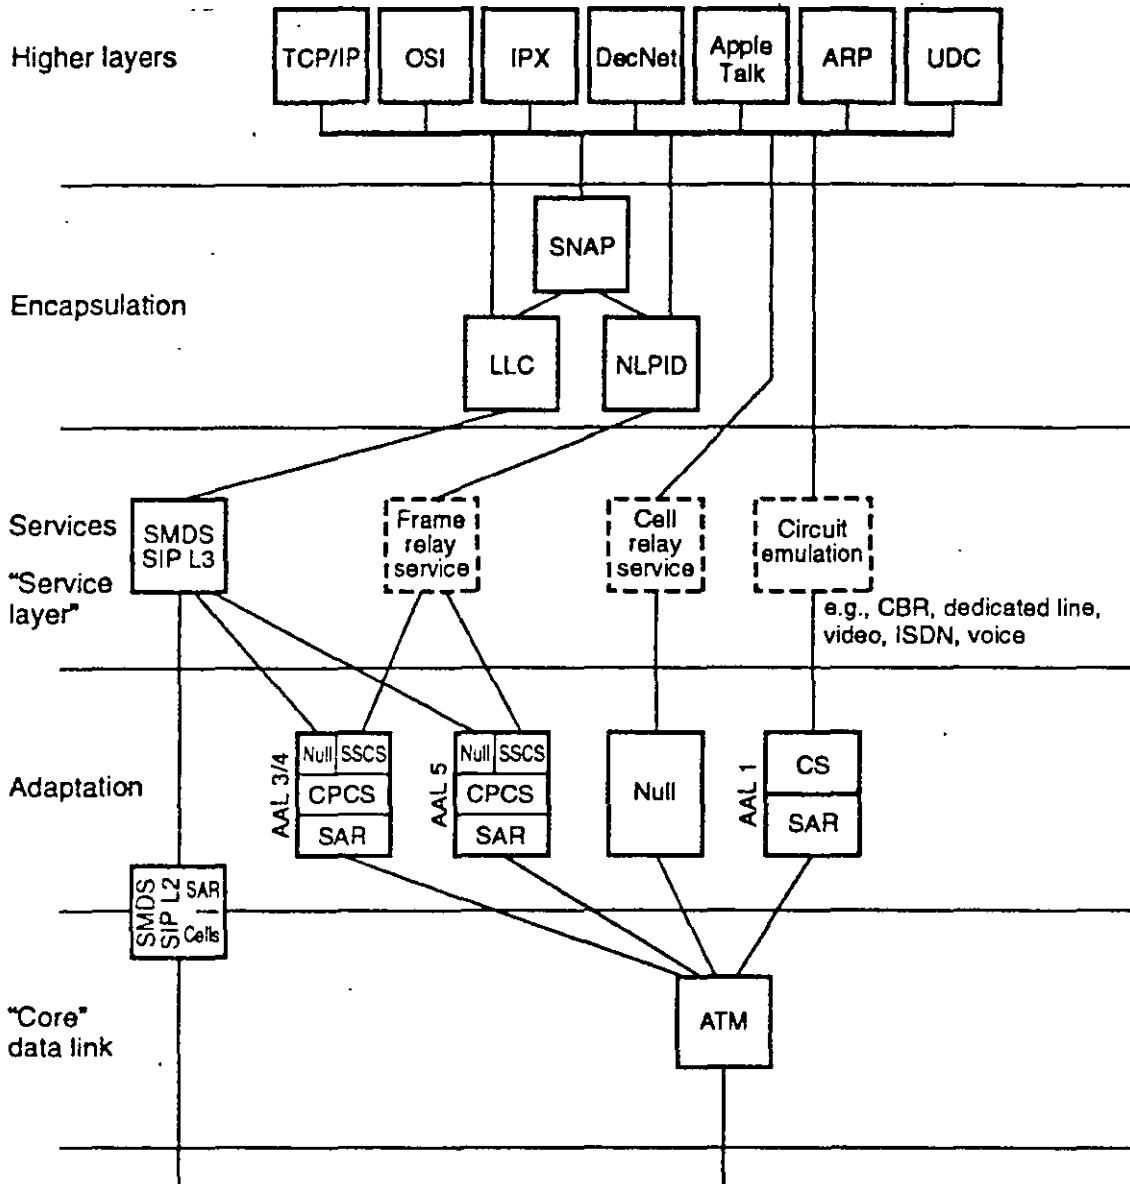 Higher layers
TCP/IP
OSI
IPX
DecNet
Apple
Talk
ARP
UDC
SNAP
Encapsulation
LLC
NLPID
Services
"Service
layer"
SMDS
SIP L3
Frame
relay
service
Cell
relay
service
Circuit
emulation
e.g., CBR, dedicated line,
video, ISDN, voice
Adaptation
AAL 3/4
Null
SSCS
CPCS
SAR
AAL 5
Null
SSCS
CPCS
SAR
Null
AAL 1
CS
SAR
SMDS
SIP L2
SAR
Cells
"Core"
data link
ATM